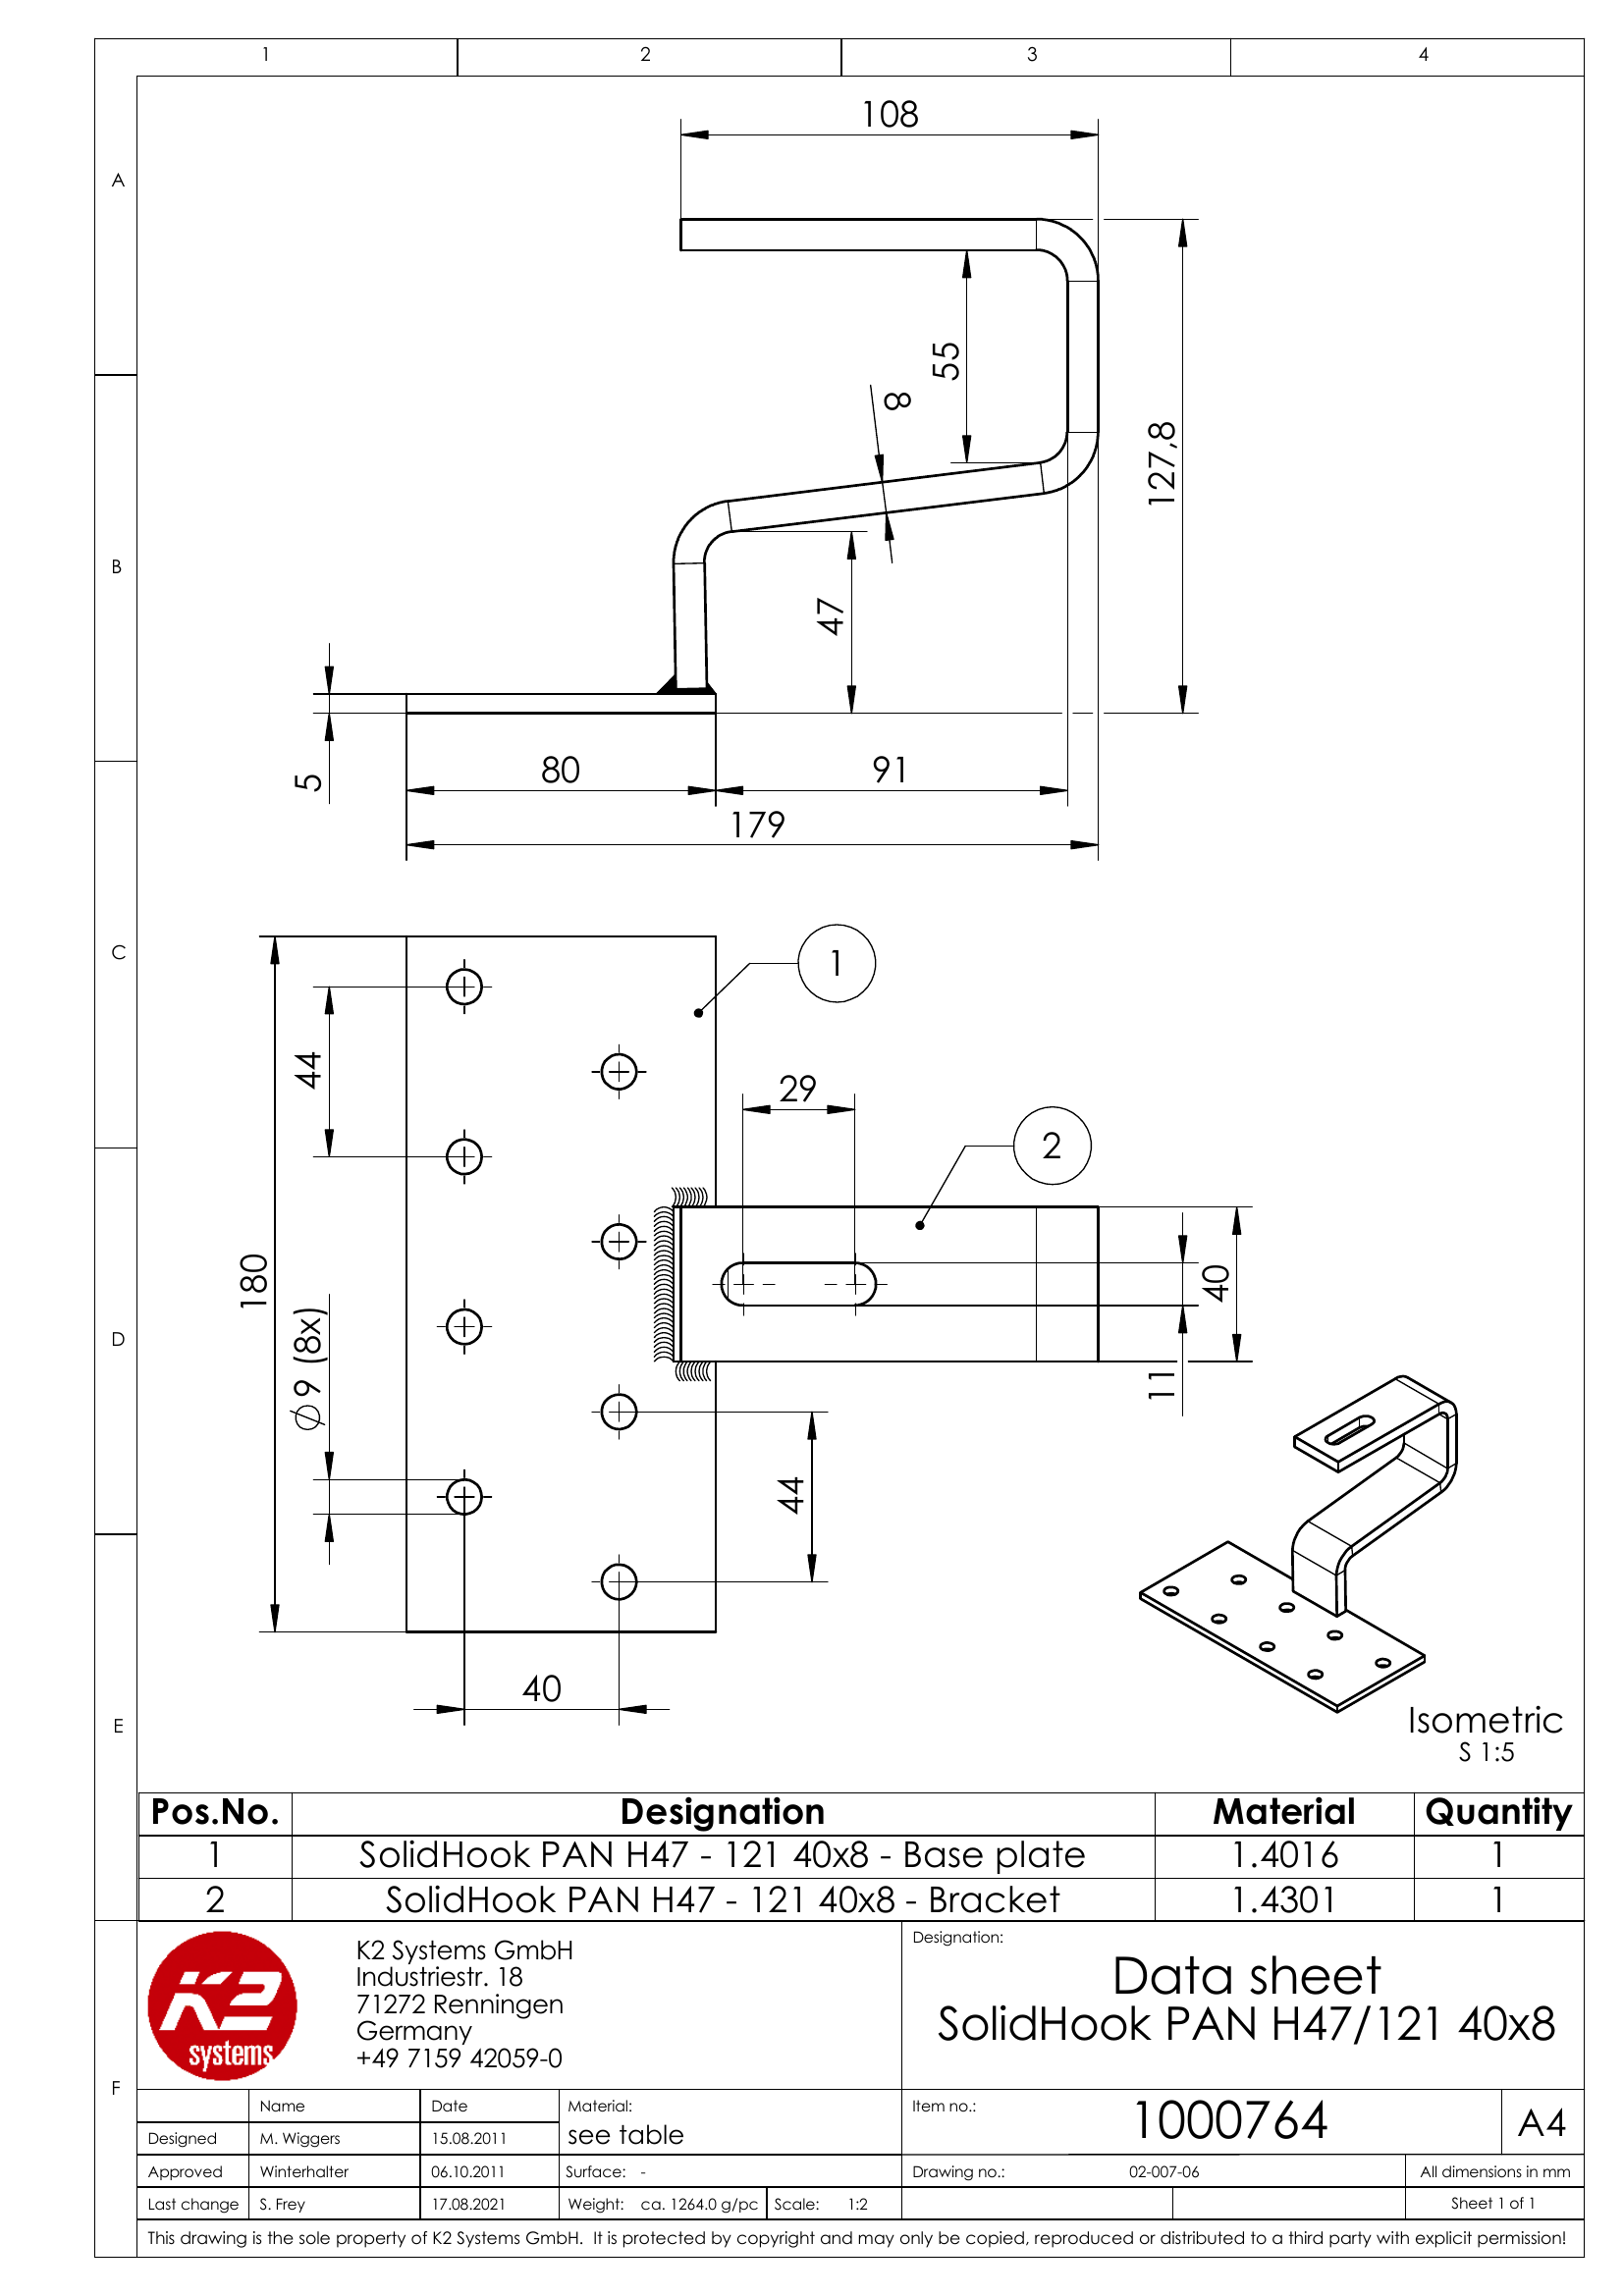 1 2 3 4
A
B
C
D
E
F
108
55
8
127,8
47
5
80
91
179
1
44
29
2
180
40
Ø 9 (8x)
11
44
40
Isometric
S 1:5
Pos.No. Designation Material Quantity
1 SolidHook PAN H47 - 121 40x8 - Base plate 1.4016 1
2 SolidHook PAN H47 - 121 40x8 - Bracket 1.4301 1
K2 systems
K2 Systems GmbH
Industriestr. 18
71272 Renningen
Germany
+49 7159 42059-0
Designation:
Data sheet
SolidHook PAN H47/121 40x8
Name Date Material: Item no.: 1000764 A4
Designed M. Wiggers 15.08.2011 see table
Approved Winterhalter 06.10.2011 Surface: - Drawing no.: 02-007-06 All dimensions in mm
Last change S. Frey 17.08.2021 Weight: ca. 1264.0 g/pc Scale: 1:2 Sheet 1 of 1
This drawing is the sole property of K2 Systems GmbH. It is protected by copyright and may only be copied, reproduced or distributed to a third party with explicit permission!